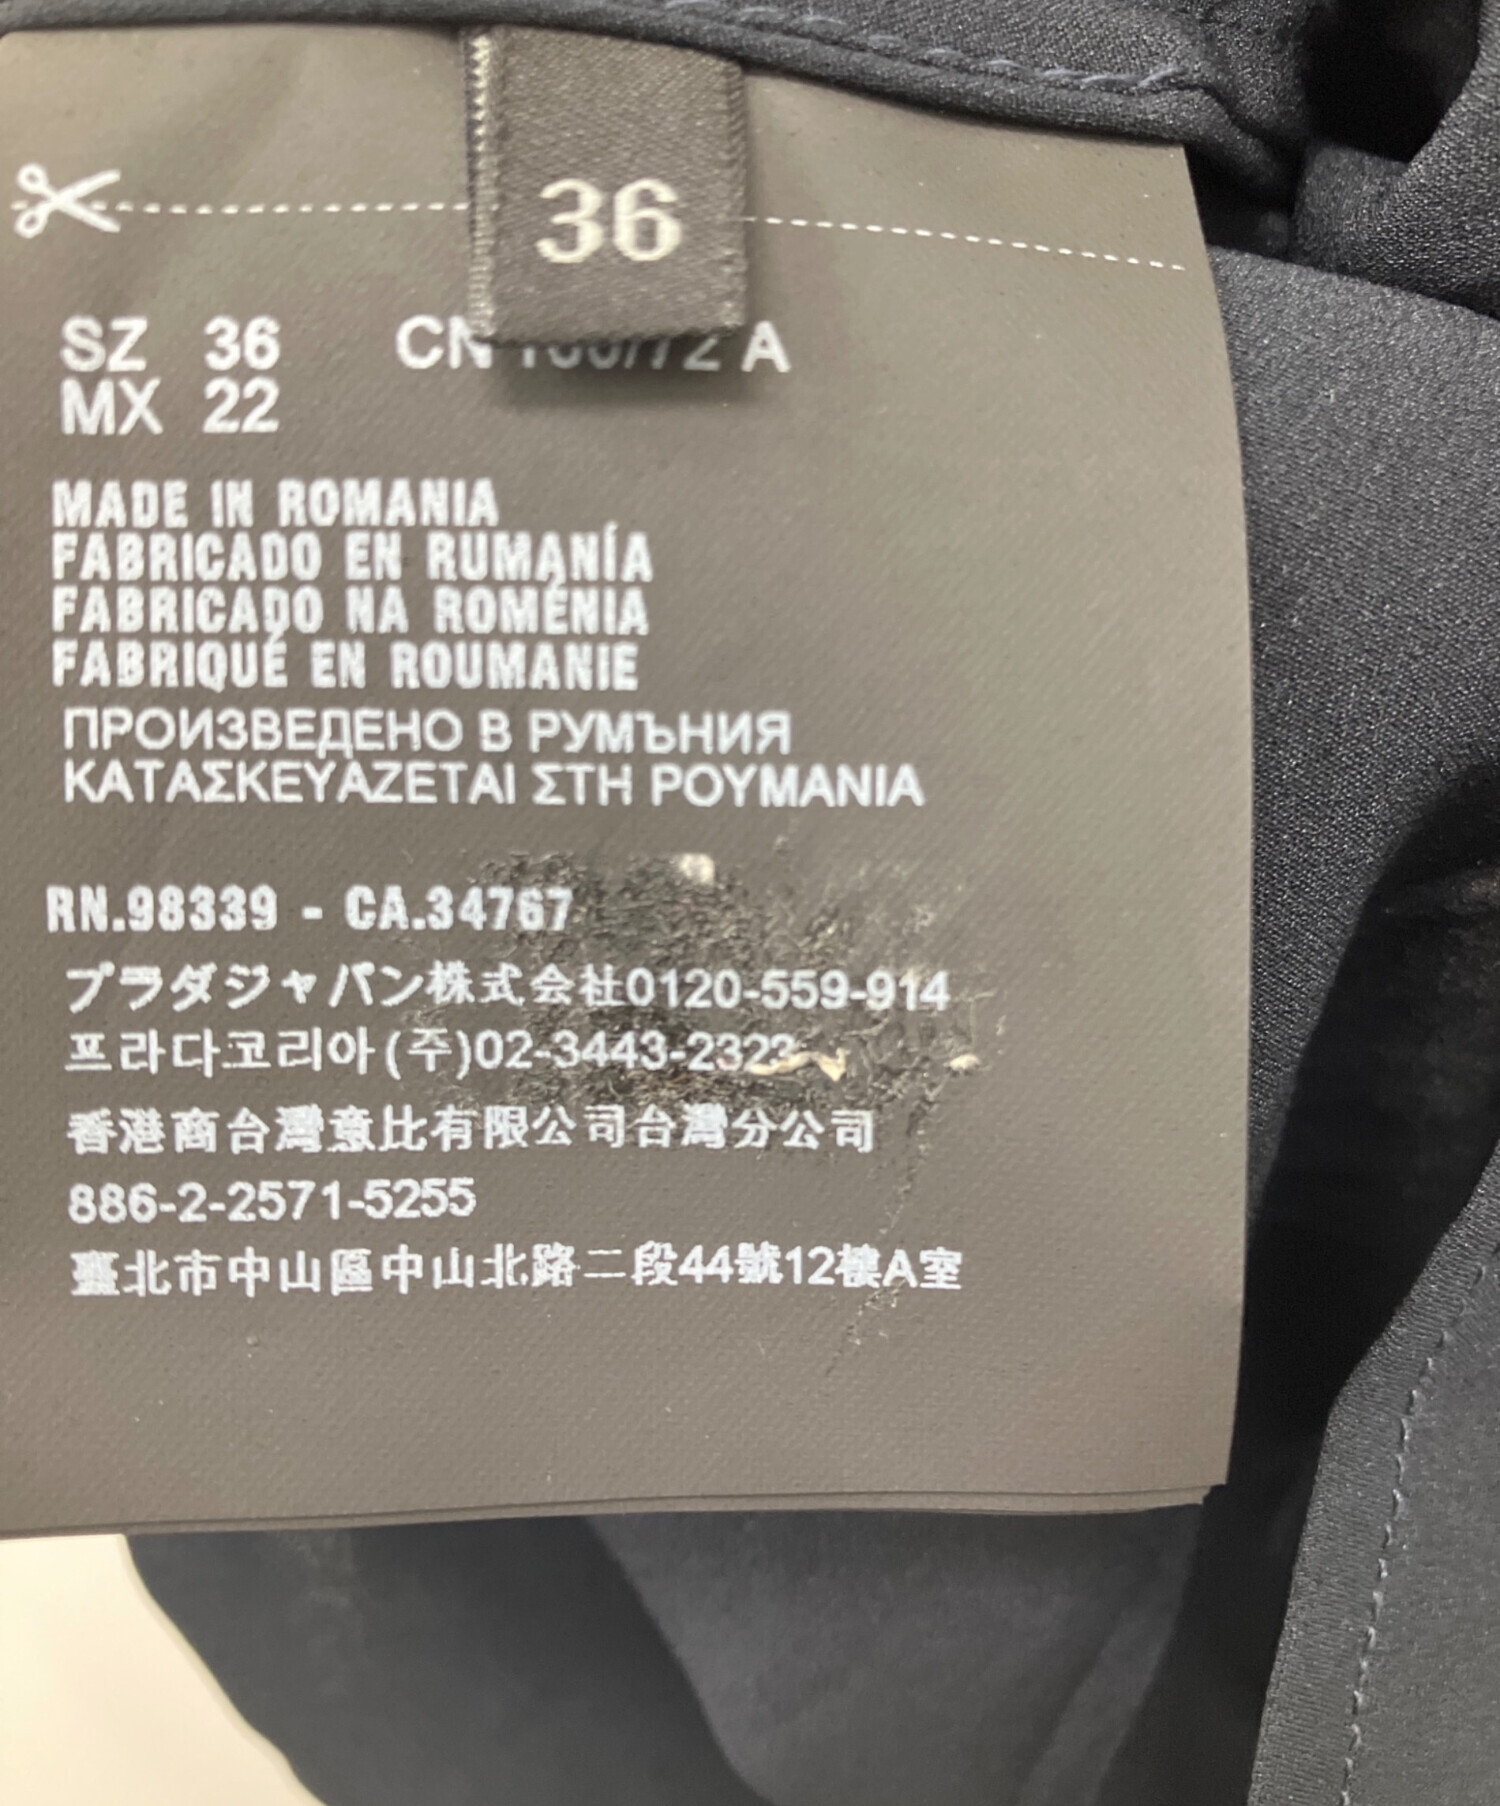 36
SZ 36 CN A
MX 22
MADE IN ROMANIA
FABRICADO EN RUMANÍA
FABRICADO NA ROMÉNIA
FABRIQUÉ EN ROUMANIE
ПРОИЗВЕДЕНО В РУМЪНИЯ
ΚΑΤΑΣΚΕΥΑΖΕΤΑΙ ΣΤΗ ΡΟΥΜΑΝΙΑ
RN.98339 - CA.34767
プラダジャパン株式会社0120-559-914
프라다코리아(주)02-3443-2323
香港商台灣意比有限公司台灣分公司
886-2-2571-5255
臺北市中山區中山北路二段44號12樓A室